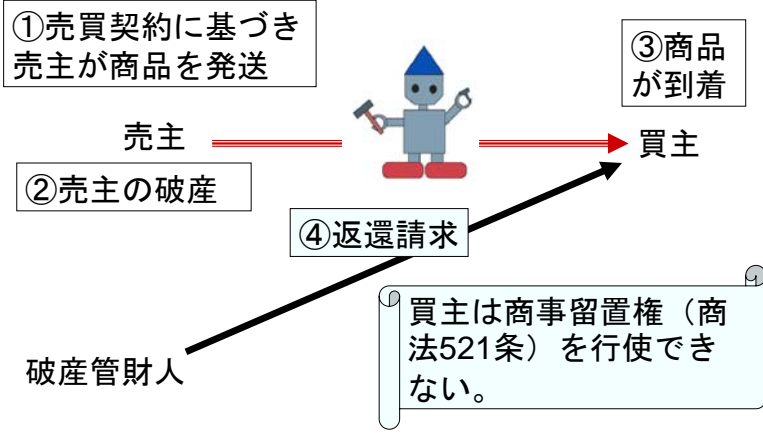 ①売買契約に基づき
売主が商品を発送
③商品
が到着
売主
買主
②売主の破産
④返還請求
買主は商事留置権（商
法521条）を行使でき
ない。
破産管財人